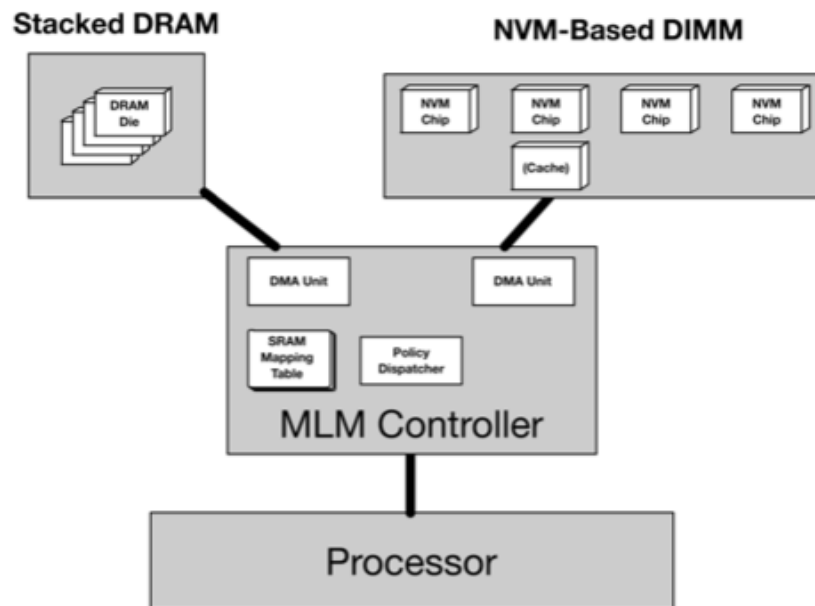 Stacked DRAM
NVM-Based DIMM
DRAM
Die
NVM
Chip
NVM
Chip
NVM
Chip
NVM
Chip
(Cache)
DMA Unit
DMA Unit
SRAM
Mapping
Table
Policy
Dispatcher
MLM Controller
Processor